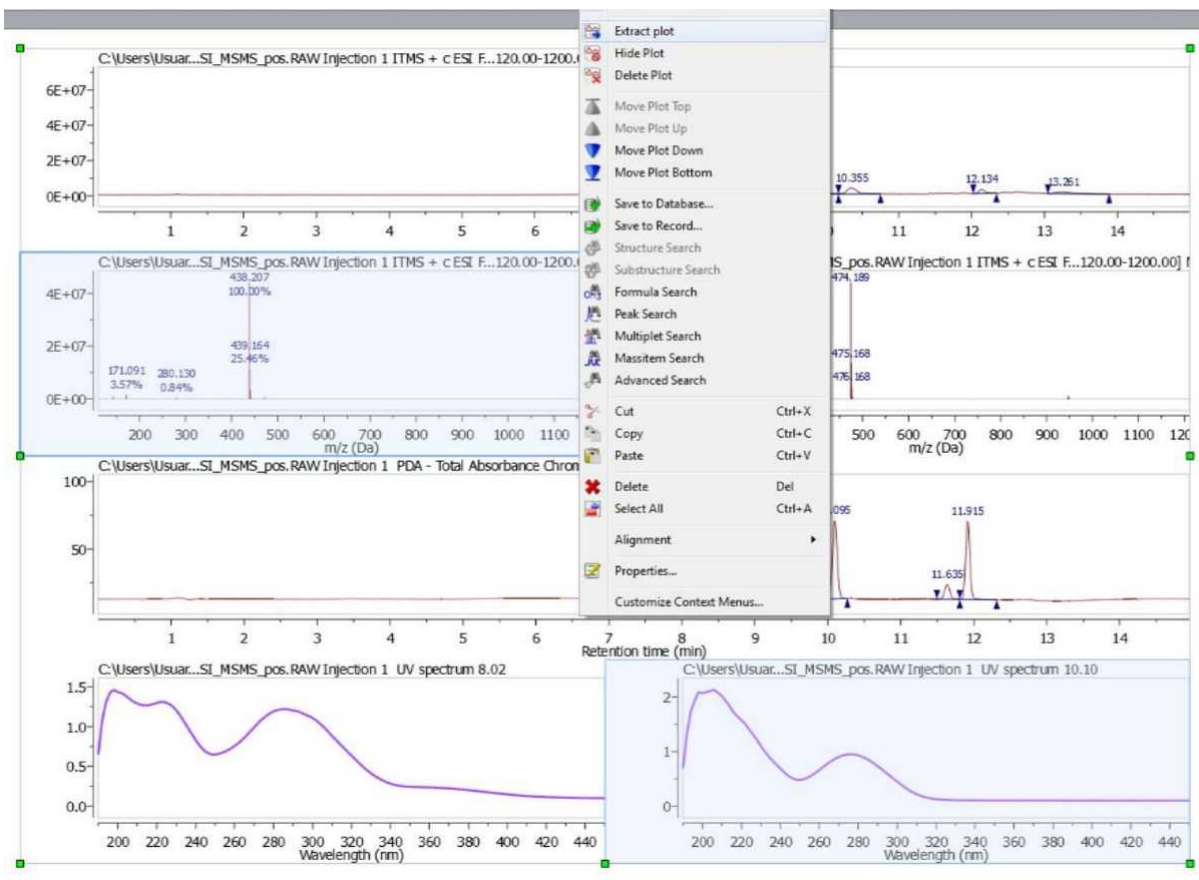 C:\Users\Usuar...SI_MSMS_pos.RAW Injection 1 ITMS + c ESI F...120.00-1200.
6E+07
4E+07
2E+07
0E+00
10.355
12.134
13.261
1 2 3 4 5 6 11 12 13 14
Extract plot
Hide Plot
Delete Plot
Move Plot Top
Move Plot Up
Move Plot Down
Move Plot Bottom
Save to Database...
Save to Record...
Structure Search
Substructure Search
Formula Search
Peak Search
Multiplet Search
Massitem Search
Advanced Search
Cut Ctrl+X
Copy Ctrl+C
Paste Ctrl+V
Delete Del
Select All Ctrl+A
Alignment
Properties...
Customize Context Menus...
C:\Users\Usuar...SI_MSMS_pos.RAW Injection 1 ITMS + c ESI F...120.00-1200.
4E+07
2E+07
0E+00
438.207
100.00%
439.164
25.46%
171.091
3.57%
280.130
0.84%
200 300 400 500 600 700 800 900 1000 1100
m/z (Da)
_pos.RAW Injection 1 ITMS + c ESI F...120.00-1200.00]
474.189
475.168
476.168
500 600 700 800 900 1000 1100 120
m/z (Da)
C:\Users\Usuar...SI_MSMS_pos.RAW Injection 1 PDA - Total Absorbance Chrom
100
50
.095
11.635
11.915
1 2 3 4 5 6 7 8 9 10 11 12 13 14
Retention time (min)
C:\Users\Usuar...SI_MSMS_pos.RAW Injection 1 UV spectrum 8.02
1.5
1.0
0.5
0.0
200 220 240 260 280 300 320 340 360 380 400 420 440
Wavelength (nm)
C:\Users\Usuar...SI_MSMS_pos.RAW Injection 1 UV spectrum 10.10
2
1
0
200 220 240 260 280 300 320 340 360 380 400 420 440
Wavelength (nm)